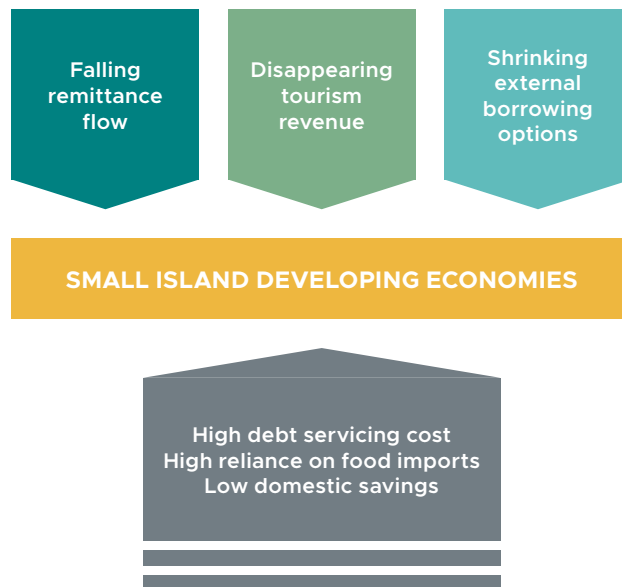 Falling
remittance
flow
Disappearing
tourism
revenue
Shrinking
external
borrowing
options
SMALL ISLAND DEVELOPING ECONOMIES
High debt servicing cost
High reliance on food imports
Low domestic savings